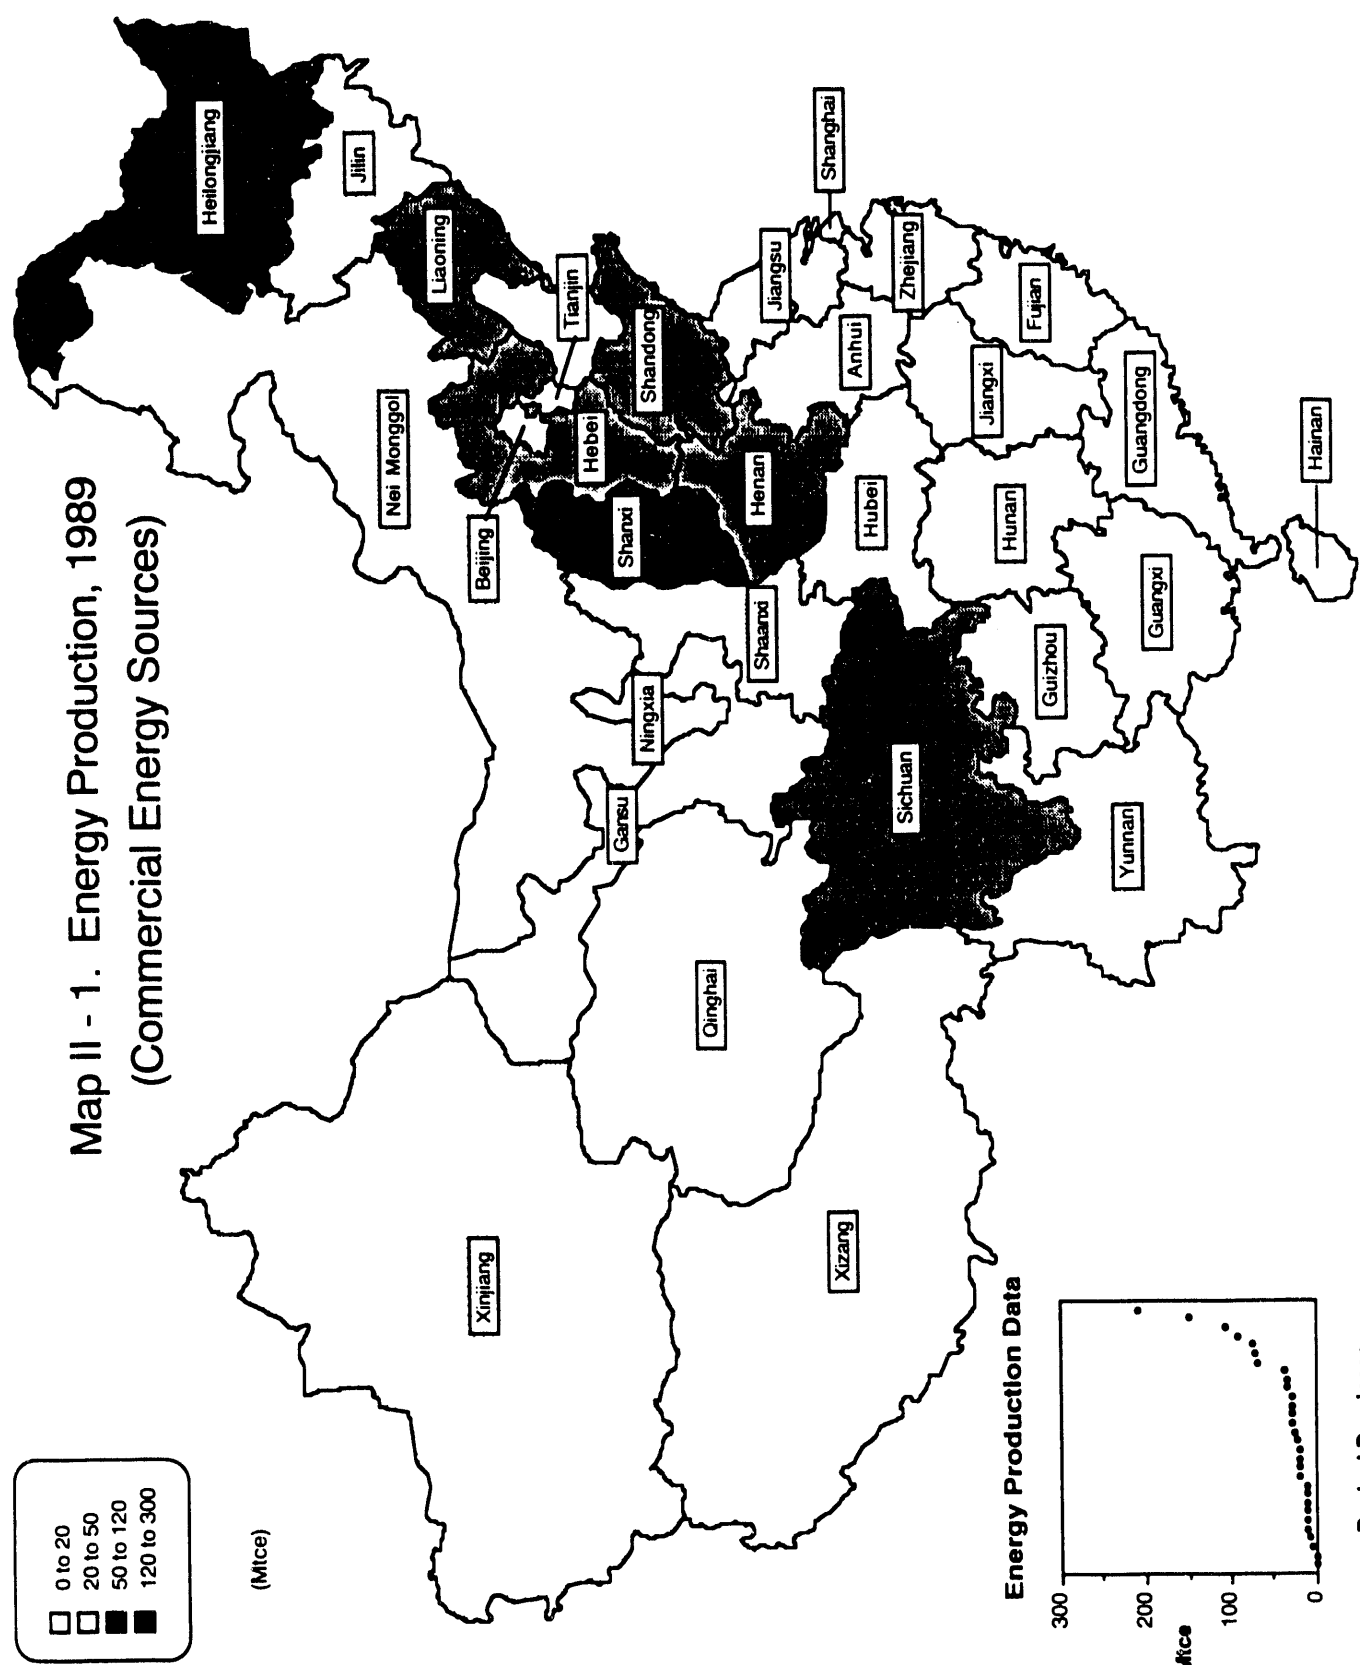 Map II - 1. Energy Production, 1989
(Commercial Energy Sources)
0 to 20
20 to 50
50 to 120
120 to 300
(Mtce)
Heilongjiang
Jilin
Liaoning
Nei Monggol
Beijing
Tianjin
Hebei
Shandong
Shanxi
Henan
Shaanxi
Ningxia
Gansu
Qinghai
Xinjiang
Xizang
Sichuan
Hubei
Anhui
Jiangsu
Shanghai
Zhejiang
Jiangxi
Fujian
Hunan
Guizhou
Yunnan
Guangxi
Guangdong
Hainan
Energy Production Data
300
200
100
0
Mtce